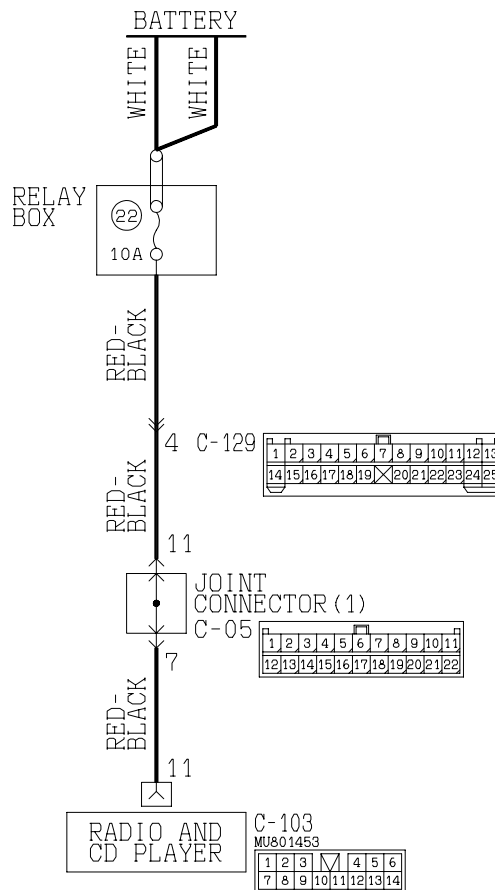 BATTERY
WHITE WHITE
RELAY
BOX
22
10A
RED-
BLACK
4 C-129
1 2 3 4 5 6 7 8 9 10 11 12 13
14 15 16 17 18 19 20 21 22 23 24 25
RED-
BLACK
11
JOINT
CONNECTOR (1)
C-05
1 2 3 4 5 6 7 8 9 10 11
12 13 14 15 16 17 18 19 20 21 22
7
RED-
BLACK
11
RADIO AND
CD PLAYER
C-103
MU801453
1 2 3 4 5 6
7 8 9 10 11 12 13 14